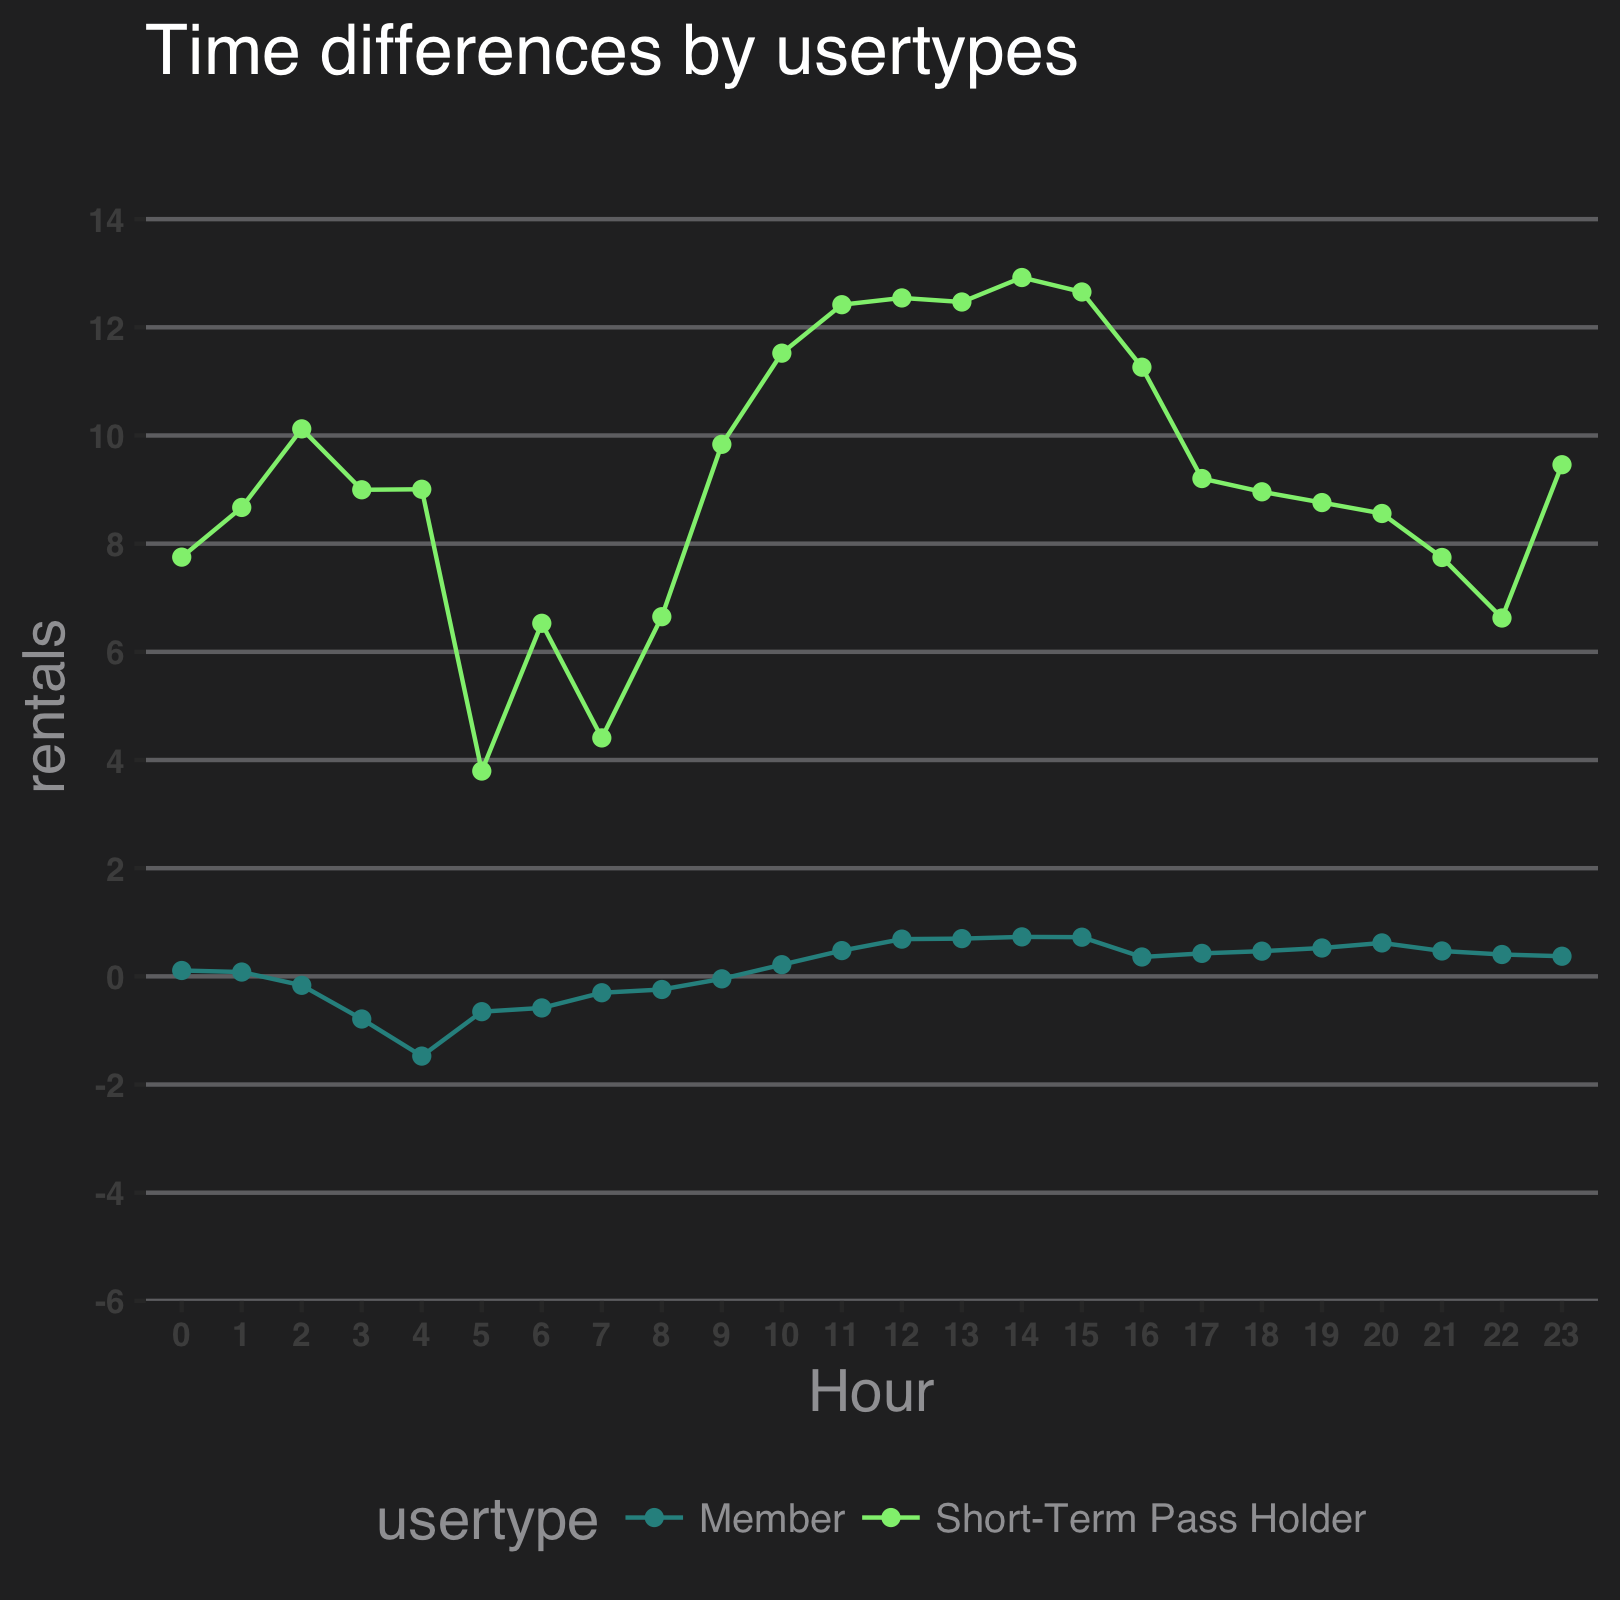 Time differences by usertypes
14
12
10
8
6
4
2
0
-2
-4
-6
rentals
0 1 2 3 4 5 6 7 8 9 10 11 12 13 14 15 16 17 18 19 20 21 22 23
Hour
usertype Member Short-Term Pass Holder